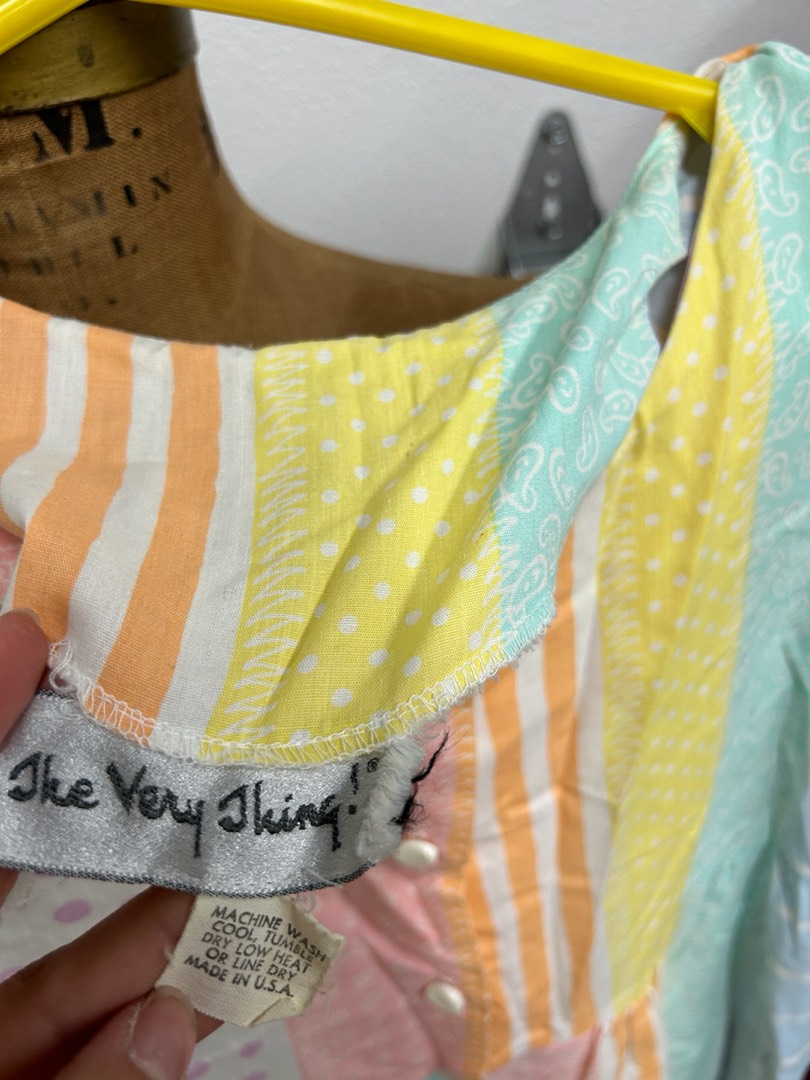 M.
The Very Thing!
MACHINE WASH
COOL, TUMBLE
DRY LOW HEAT
OR LINE DRY
MADE IN U.S.A.